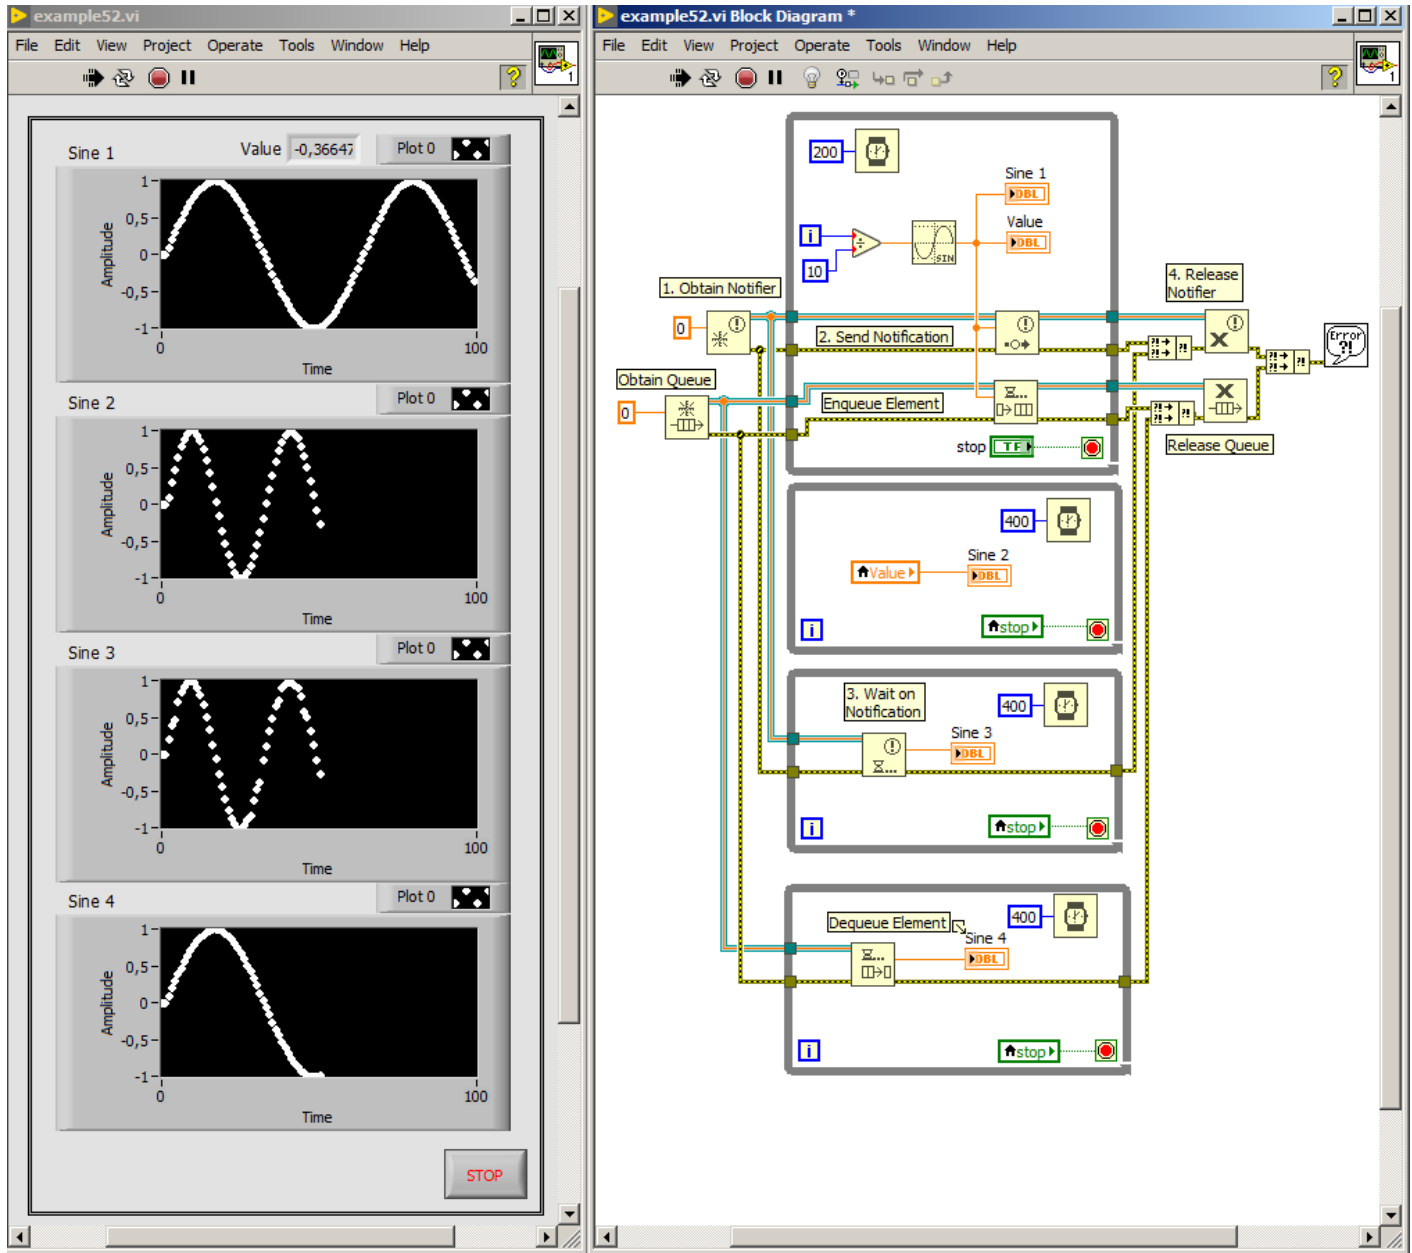 example52.vi
File Edit View Project Operate Tools Window Help
1
Sine 1
Value -0,36647
Plot 0
1
0,5
0
-0,5
-1
Amplitude
0
100
Time
Sine 2
Plot 0
1
0,5
0
-0,5
-1
Amplitude
0
100
Time
Sine 3
Plot 0
1
0,5
0
-0,5
-1
Amplitude
0
100
Time
Sine 4
Plot 0
1
0,5
0
-0,5
-1
Amplitude
0
100
Time
STOP
example52.vi Block Diagram *
File Edit View Project Operate Tools Window Help
1
200
Sine 1
DBL
Value
DBL
i
10
SIN
1. Obtain Notifier
0
2. Send Notification
4. Release
Notifier
Error
?!
Obtain Queue
0
Enqueue Element
Release Queue
stop TF
400
Value
Sine 2
DBL
i
stop
3. Wait on
Notification
400
Sine 3
DBL
i
stop
Dequeue Element
400
Sine 4
DBL
i
stop